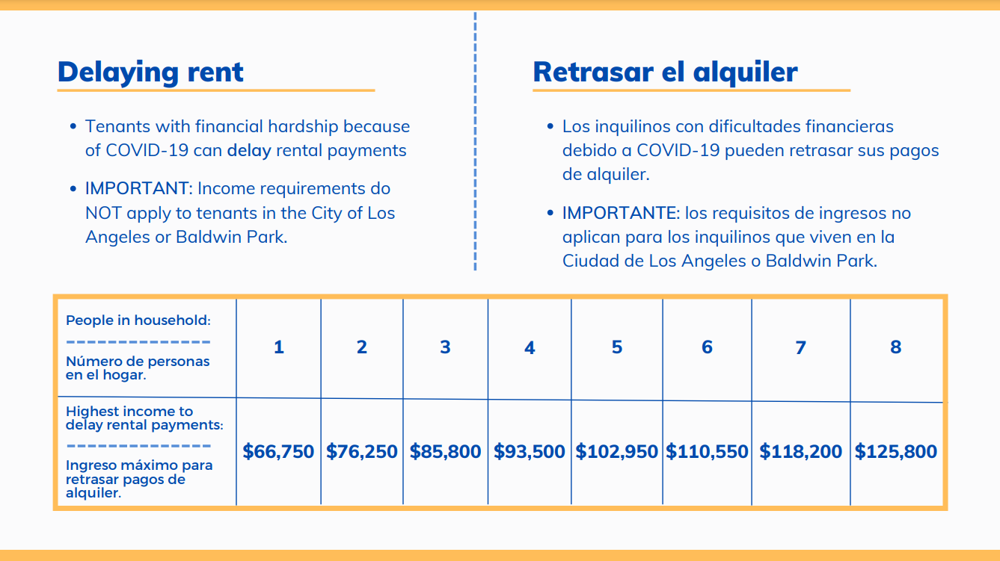 Delaying rent
• Tenants with financial hardship because
of COVID-19 can delay rental payments
• IMPORTANT: Income requirements do
NOT apply to tenants in the City of Los
Angeles or Baldwin Park.
Retrasar el alquiler
• Los inquilinos con dificultades financieras
debido a COVID-19 pueden retrasar sus pagos
de alquiler.
• IMPORTANTE: los requisitos de ingresos no
aplican para los inquilinos que viven en la
Ciudad de Los Angeles o Baldwin Park.
People in household:
Número de personas
en el hogar.
1 2 3 4 5 6 7 8
Highest income to
delay rental payments:
Ingreso máximo para
retrasar pagos de
alquiler.
$66,750 $76,250 $85,800 $93,500 $102,950 $110,550 $118,200 $125,800